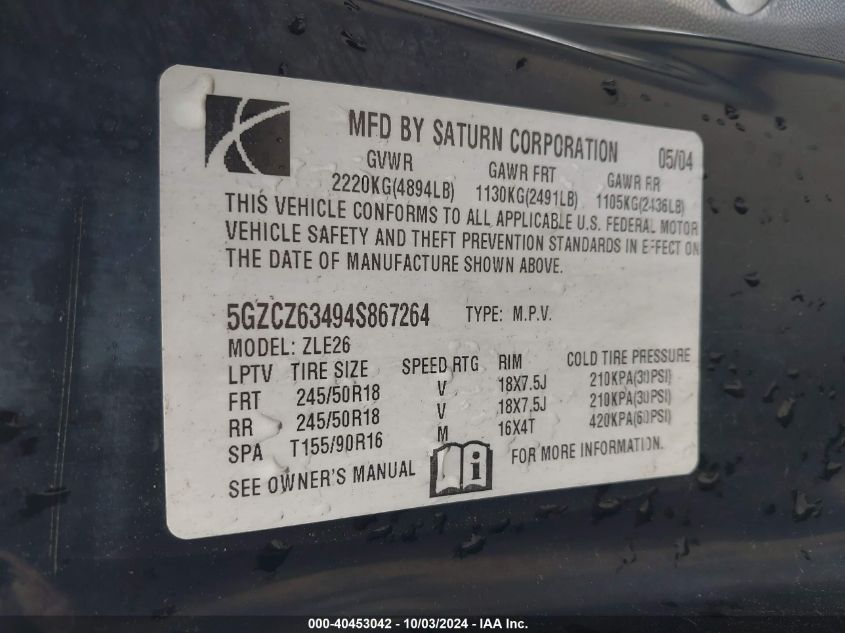 MFD BY SATURN CORPORATION 05/04
GVWR GAWR FRT GAWR RR
2220KG(4894LB) 1130KG(2491LB) 1105KG(2436LB)
THIS VEHICLE CONFORMS TO ALL APPLICABLE U.S. FEDERAL MOTOR
VEHICLE SAFETY AND THEFT PREVENTION STANDARDS IN EFFECT ON
THE DATE OF MANUFACTURE SHOWN ABOVE.
5GZCZ63494S867264 TYPE: M.P.V.
MODEL: ZLE26
LPTV TIRE SIZE SPEED RTG RIM COLD TIRE PRESSURE
FRT 245/50R18 V 18X7.5J 210KPA(30PSI)
RR 245/50R18 V 18X7.5J 210KPA(30PSI)
SPA T155/90R16 M 16X4T 420KPA(60PSI)
SEE OWNER'S MANUAL i FOR MORE INFORMATION.
000-40453042 - 10/03/2024 - IAA Inc.